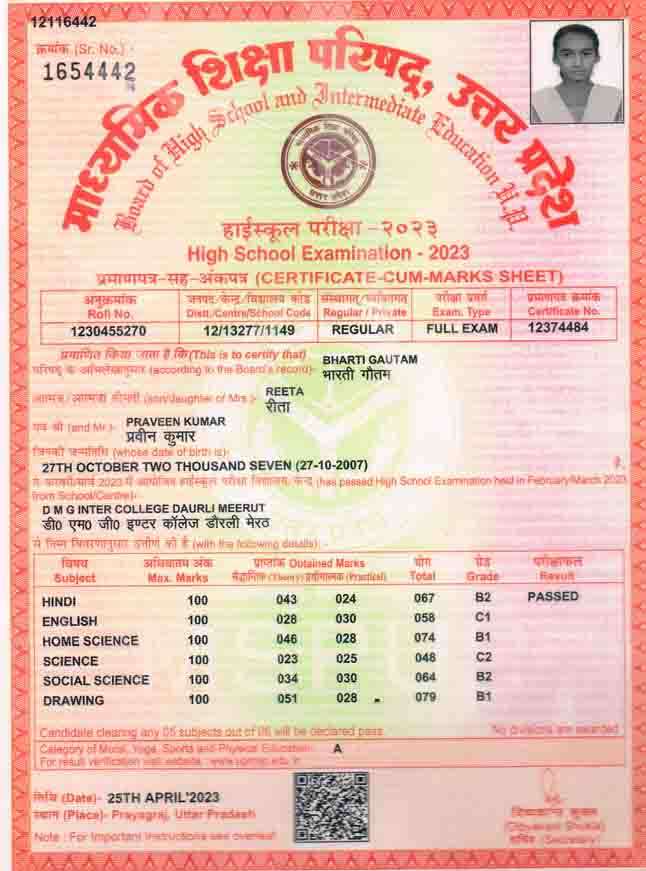 12116442
क्रमांक (Sr. No.) -
1654442
माध्यमिक शिक्षा परिषद्, उत्तर प्रदेश
Board of High School and Intermediate Education U.P.
हाईस्कूल परीक्षा -२०२३
High School Examination - 2023
प्रमाणपत्र-सह-अंकपत्र (CERTIFICATE-CUM-MARKS SHEET)
अनुक्रमांक जनपद/केन्द्र/विद्यालय कोड संस्थागत/व्यक्तिगत परीक्षा प्रकार प्रमाणपत्र क्रमांक
Roll No. Distt./Centre/School Code Regular / Private Exam. Type Certificate No.
1230455270 12/13277/1149 REGULAR FULL EXAM 12374484
प्रमाणित किया जाता है कि (This is to certify that) BHARTI GAUTAM
परिषद् के अभिलेखानुसार (according to the Board's record)- भारती गौतम
आत्मज/आत्मजा श्रीमती (son/daughter of Mrs.)- REETA
रीता
एवं श्री (and Mr.)- PRAVEEN KUMAR
प्रवीन कुमार
जिनकी जन्मतिथि (whose date of birth is)-
27TH OCTOBER TWO THOUSAND SEVEN (27-10-2007) है,
ने फरवरी/मार्च 2023 में आयोजित हाईस्कूल परीक्षा विद्यालय/केन्द्र (has passed High School Examination held in February/March 2023
from School/Centre)-
D M G INTER COLLEGE DAURLI MEERUT
डी० एम० जी० इण्टर कॉलेज डौरली मेरठ
से निम्न विवरणानुसार उत्तीर्ण की है (with the following details) -
विषय अधिकतम अंक प्राप्तांक Obtained Marks योग ग्रेड परीक्षाफल
Subject Max. Marks सैद्धान्तिक (Theory) प्रयोगात्मक (Practical) Total Grade Result
HINDI 100 043 024 067 B2 PASSED
ENGLISH 100 028 030 058 C1
HOME SCIENCE 100 046 028 074 B1
SCIENCE 100 023 025 048 C2
SOCIAL SCIENCE 100 034 030 064 B2
DRAWING 100 051 028 079 B1
Candidate clearing any 05 subjects out of 06 will be declared pass No divisions are awarded
Category of Moral, Yoga, Sports and Physical Education: A
For result verification visit website : www.upmsp.edu.in
तिथि (Date)- 25TH APRIL'2023
स्थान (Place)- Prayagraj, Uttar Pradesh
दिव्यकान्त शुक्ल
(Divyakant Shukla)
सचिव (Secretary)
Note : For Important Instructions see overleaf